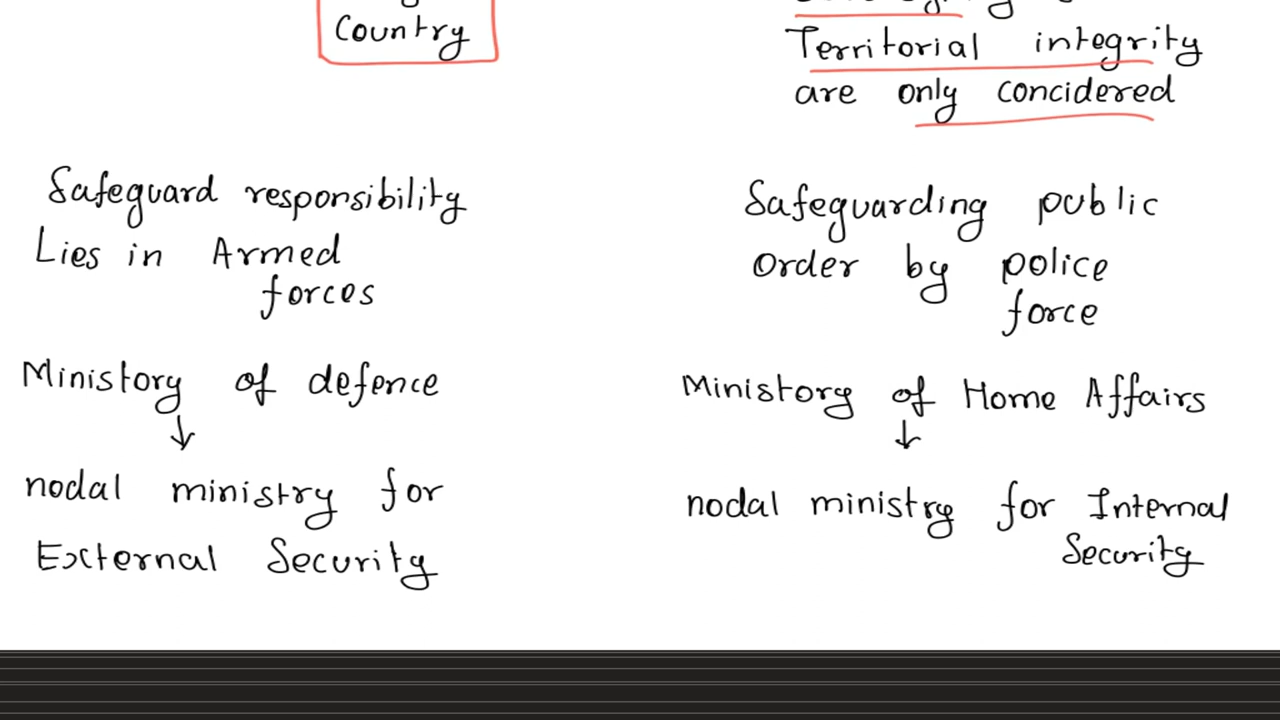 Country
Territorial integrity
are only concidered
Safeguard responsibility
Lies in Armed
forces
Ministory of defence
↓
nodal ministry for
External Security
Safeguarding public
order by police
force
Ministory of Home Affairs
↓
nodal ministry for Internal
Security